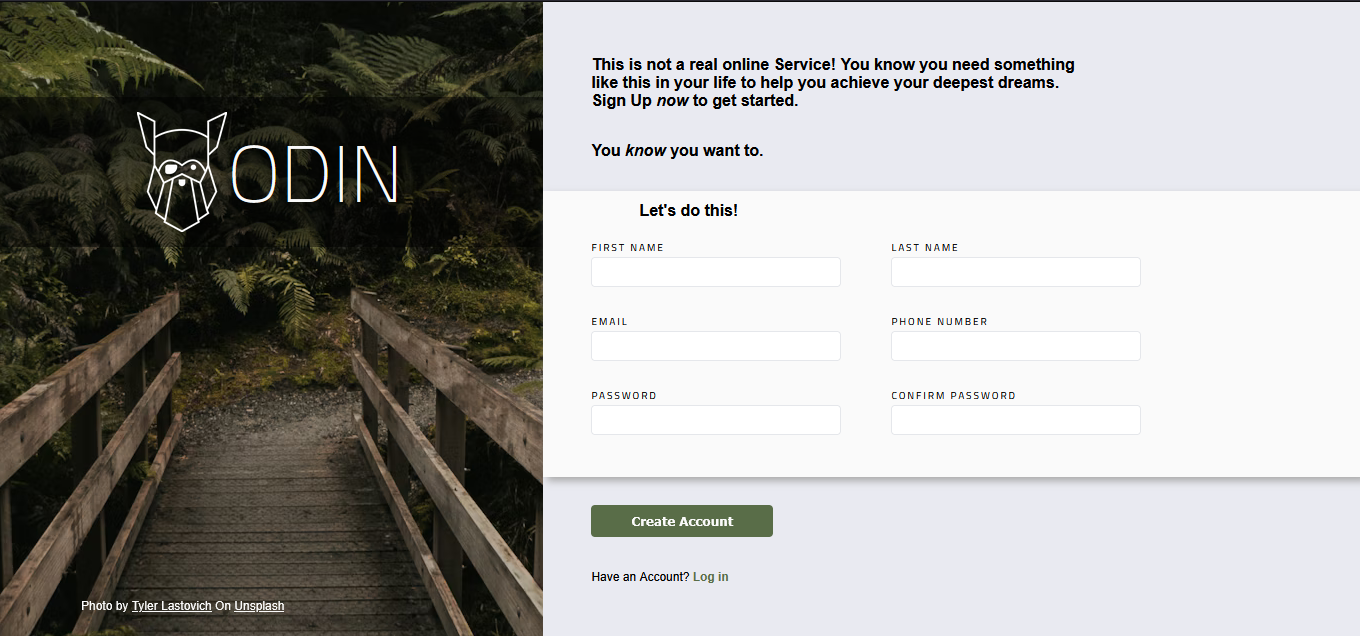 ODIN
Photo by Tyler Lastovich On Unsplash
This is not a real online Service! You know you need something
like this in your life to help you achieve your deepest dreams.
Sign Up now to get started.
You know you want to.
Let's do this!
FIRST NAME
LAST NAME
EMAIL
PHONE NUMBER
PASSWORD
CONFIRM PASSWORD
Create Account
Have an Account? Log in